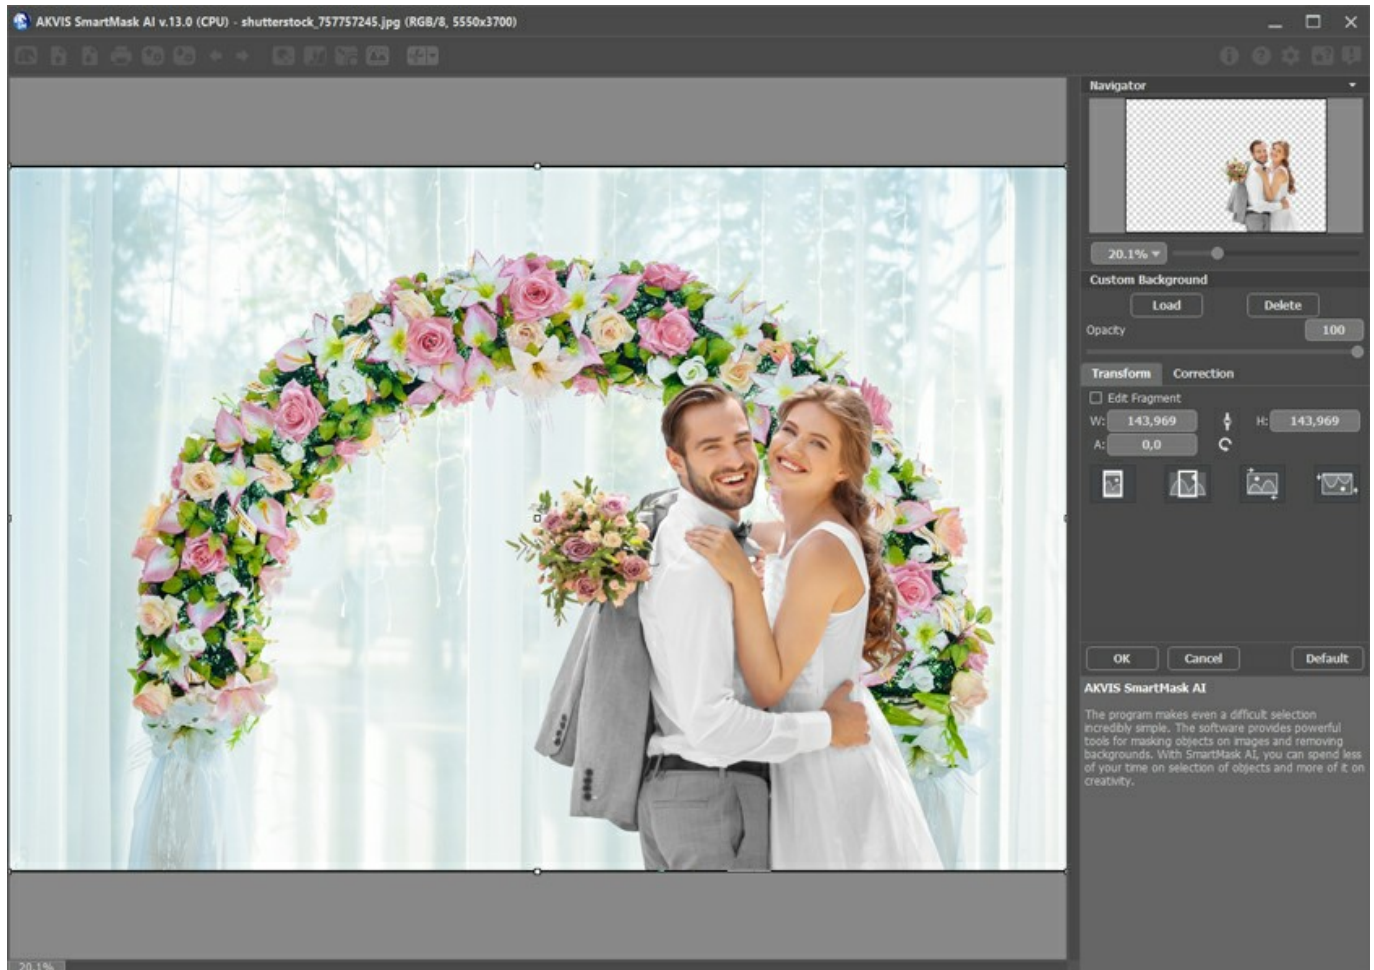 AKVIS SmartMask AI v.13.0 (CPU) - shutterstock_757757245.jpg (RGB/8, 5550x3700)
Navigator
20.1%
Custom Background
Load Delete
Opacity 100
Transform Correction
Edit Fragment
W: 143,969 H: 143,969
A: 0,0
OK Cancel Default
AKVIS SmartMask AI
The program makes even a difficult selection
incredibly simple. The software provides powerful
tools for masking objects on images and removing
backgrounds. With SmartMask AI, you can spend less
of your time on selection of objects and more of it on
creativity.
20.1%